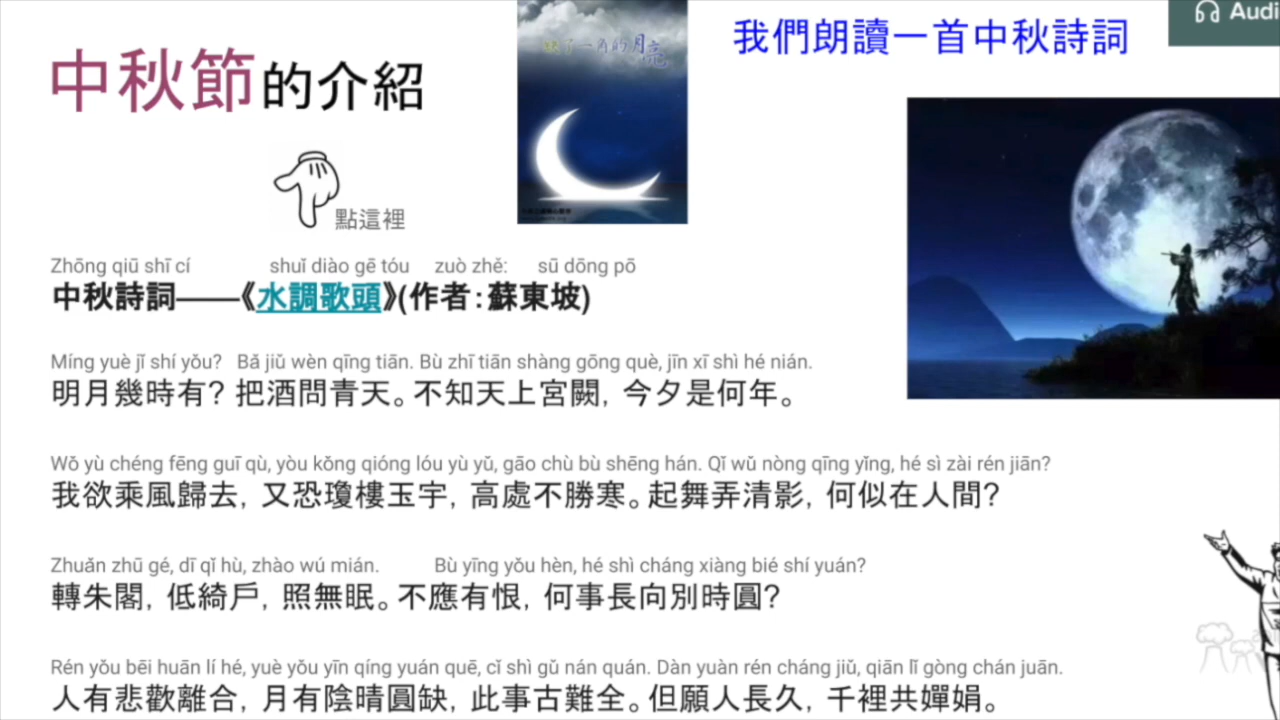 中秋節的介紹
缺了一角的月亮
我們朗讀一首中秋詩詞
Audi
點這裡
Zhōng qiū shī cí shuǐ diào gē tóu zuò zhě: sū dōng pō
中秋詩詞——《水調歌頭》(作者：蘇東坡)
Míng yuè jǐ shí yǒu? Bǎ jiǔ wèn qīng tiān. Bù zhī tiān shàng gōng què, jīn xī shì hé nián.
明月幾時有? 把酒問青天。不知天上宮闕, 今夕是何年。
Wǒ yù chéng fēng guī qù, yòu kǒng qióng lóu yù yǔ, gāo chù bù shēng hán. Qǐ wǔ nòng qīng yǐng, hé sì zài rén jiān?
我欲乘風歸去, 又恐瓊樓玉宇, 高處不勝寒。起舞弄清影, 何似在人間?
Zhuǎn zhū gé, dī qǐ hù, zhào wú mián. Bù yīng yǒu hèn, hé shì cháng xiàng bié shí yuán?
轉朱閣, 低綺戶, 照無眠。不應有恨, 何事長向別時圓?
Rén yǒu bēi huān lí hé, yuè yǒu yīn qíng yuán quē, cǐ shì gǔ nán quán. Dàn yuàn rén cháng jiǔ, qiān lǐ gòng chán juān.
人有悲歡離合, 月有陰晴圓缺, 此事古難全。但願人長久, 千裡共嬋娟。